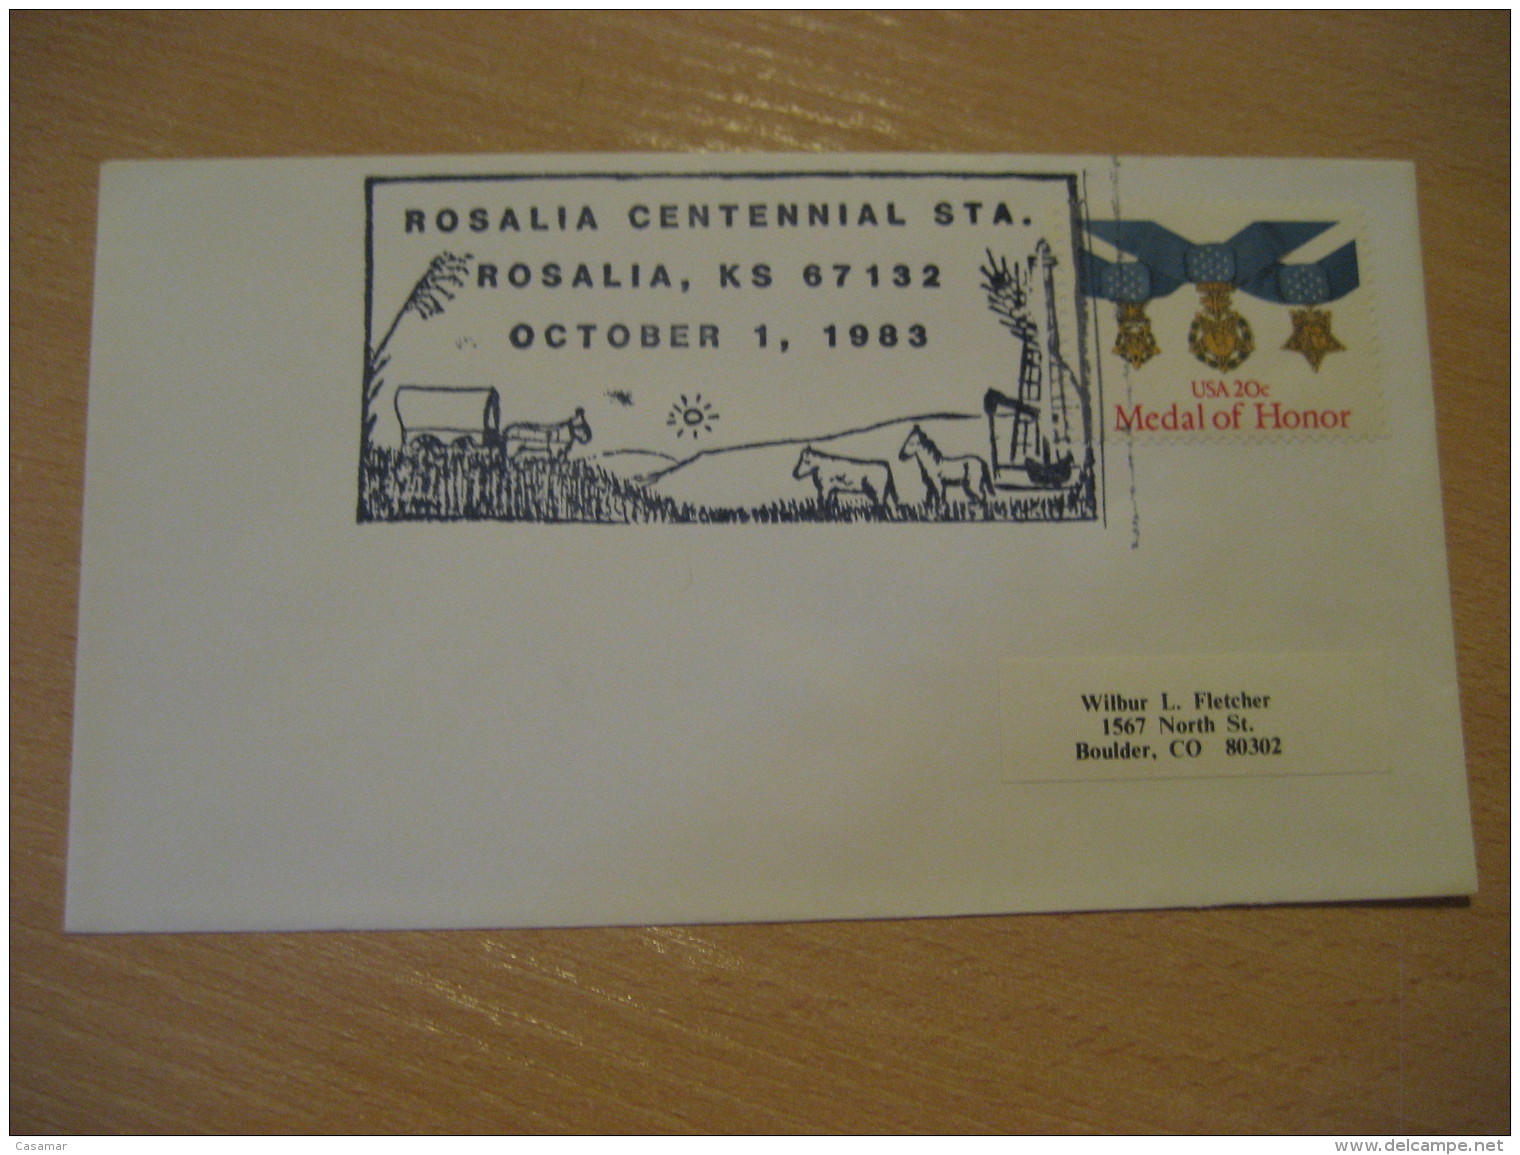 ROSALIA CENTENNIAL STA.
ROSALIA, KS 67132
OCTOBER 1, 1983
USA 20c
Medal of Honor
Wilbur L. Fletcher
1567 North St.
Boulder, CO 80302
Casamar
www.delcampe.net